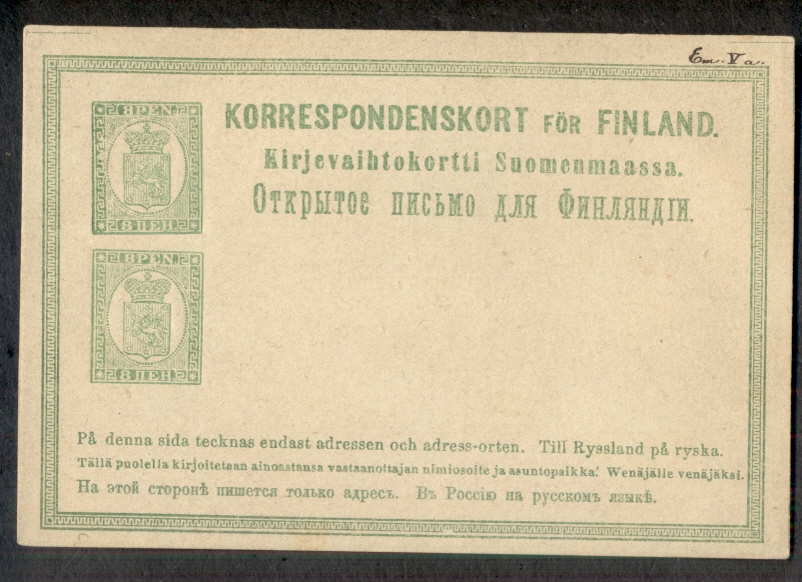 Em. Va.
8 PEN.
8 ПЕН.
KORRESPONDENSKORT FÖR FINLAND.
Kirjevaihtokortti Suomenmaassa.
Открытое письмо для Финляндіи.
8 PEN.
8 ПЕН.
På denna sida tecknas endast adressen och adress-orten. Till Ryssland på ryska.
Tällä puolella kirjoitetaan ainoastansa vastaanottajan nimiosoite ja asuntopaikka. Wenäjälle venäjäksi.
На этой сторонѣ пишется только адресъ. Въ Россію на русскомъ языкѣ.